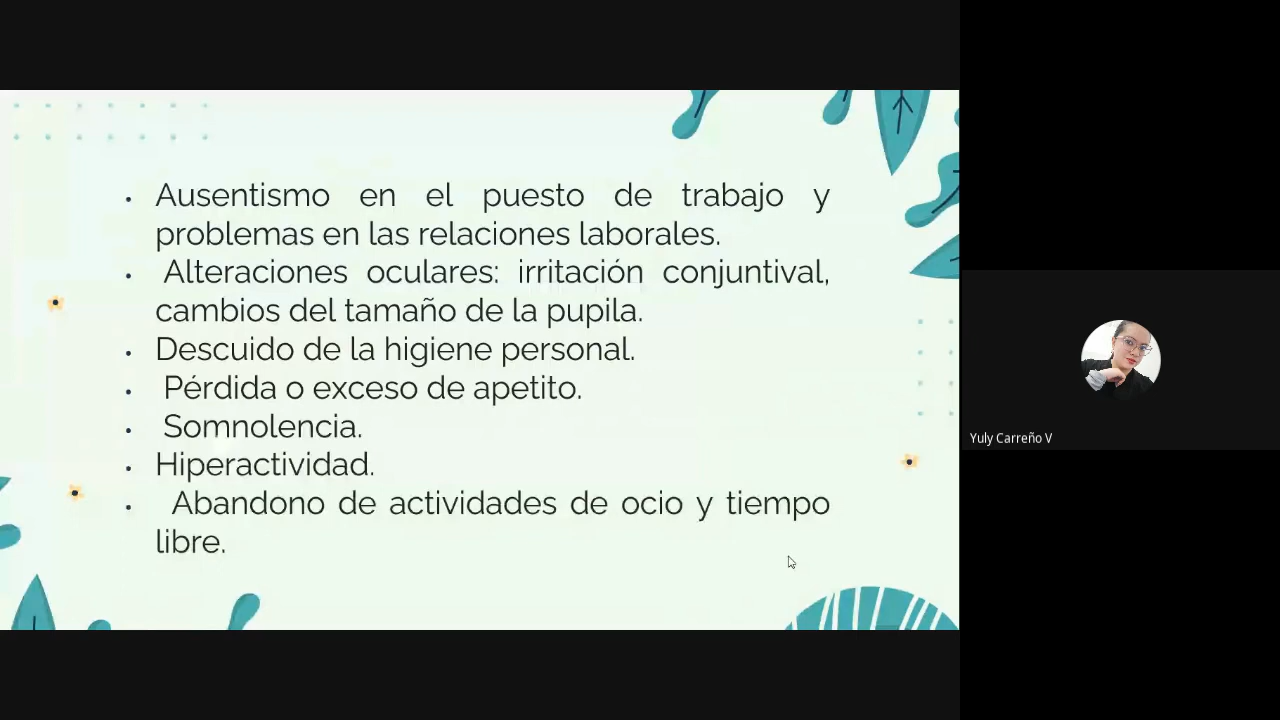 • Ausentismo en el puesto de trabajo y
problemas en las relaciones laborales.
• Alteraciones oculares: irritación conjuntival,
cambios del tamaño de la pupila.
• Descuido de la higiene personal.
• Pérdida o exceso de apetito.
• Somnolencia.
• Hiperactividad.
• Abandono de actividades de ocio y tiempo
libre.
Yuly Carreño V